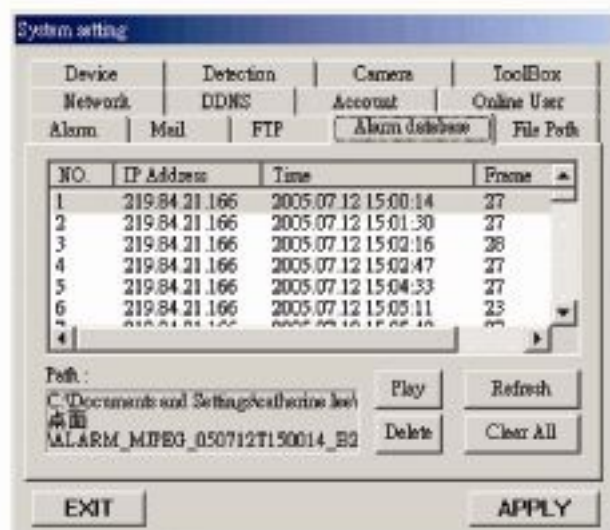 System setting
Device Detection Camera ToolBox
Network DDNS Account Online User
Alarm Mail FTP Alarm database File Path
NO. IP Address Time Frame
1 219.84.21.166 2005.07.12 15:00:14 27
2 219.84.21.166 2005.07.12 15:01:30 27
3 219.84.21.166 2005.07.12 15:02:16 28
4 219.84.21.166 2005.07.12 15:02:47 27
5 219.84.21.166 2005.07.12 15:04:33 27
6 219.84.21.166 2005.07.12 15:05:11 23
Path :
C:\Documents and Settings\catherine lee\
桌面
\ALARM_MJPEG_050712T150014_B2
Play Refresh
Delete Clear All
EXIT APPLY